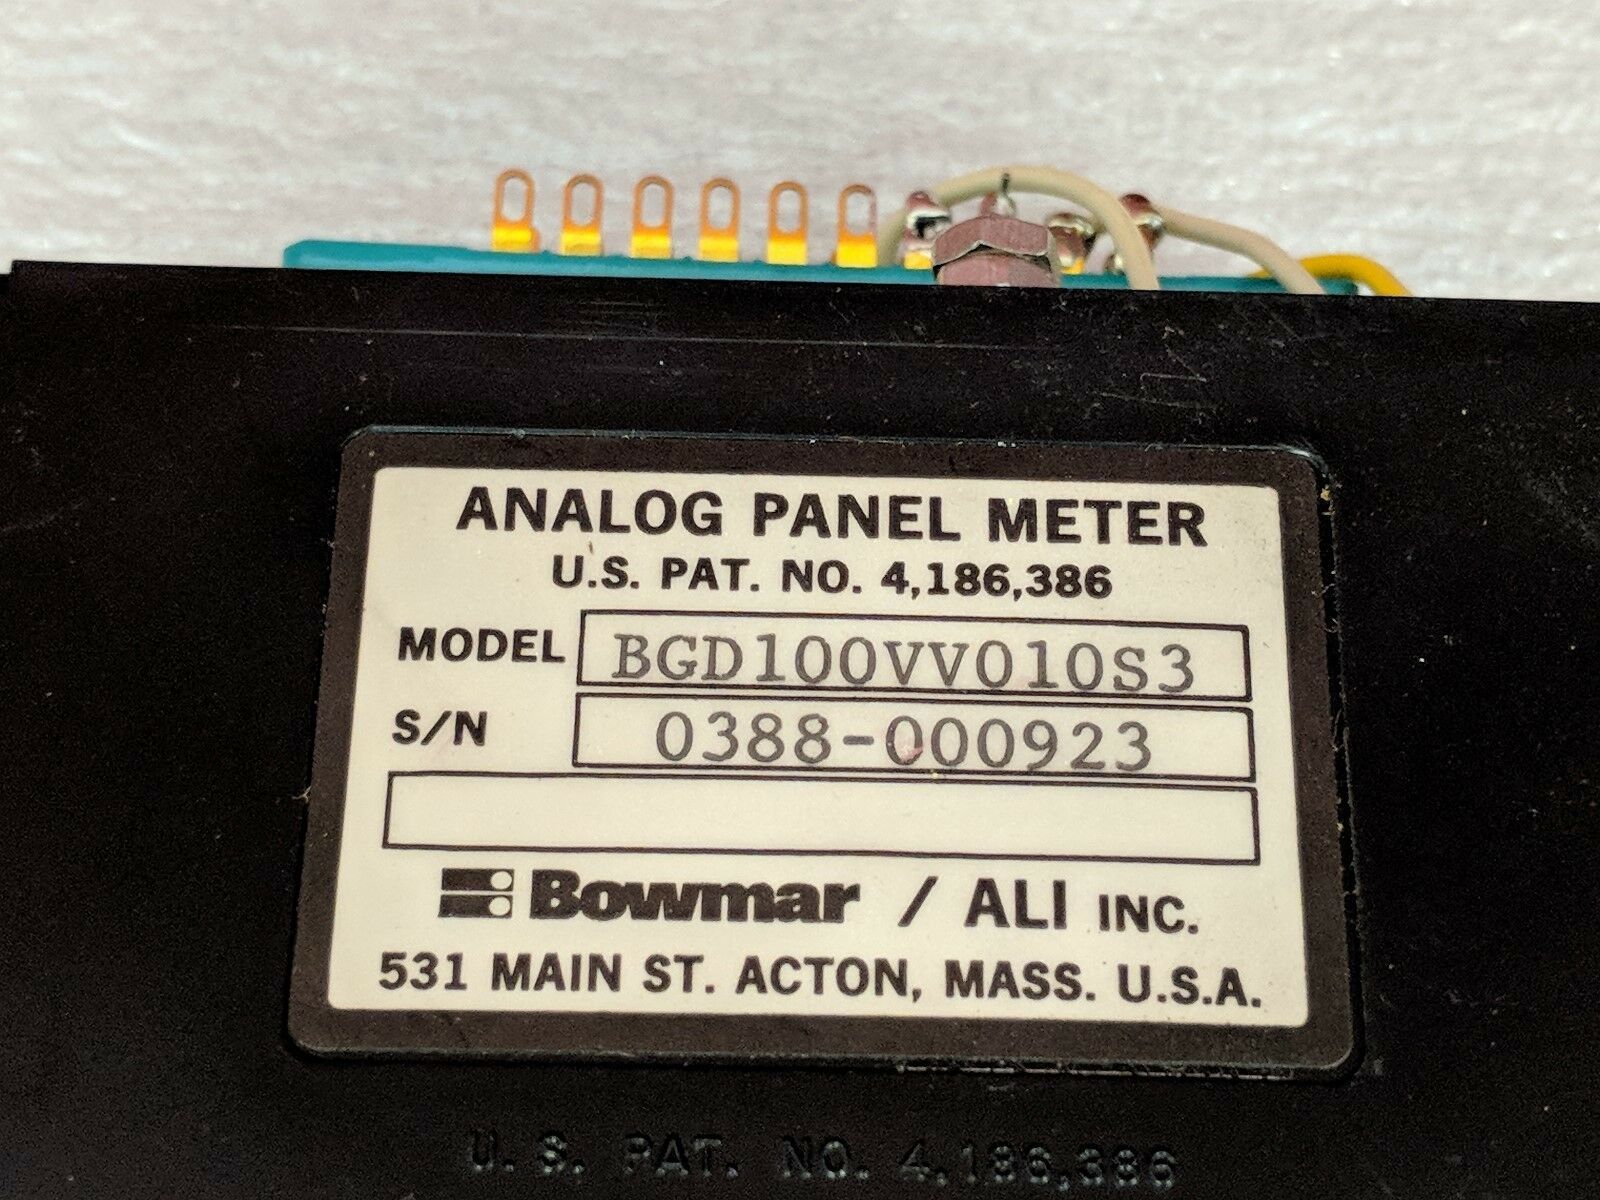 ANALOG PANEL METER
U.S. PAT. NO. 4,186,386
MODEL BGD100VV010S3
S/N 0388-000923
Bowmar / ALI INC.
531 MAIN ST. ACTON, MASS. U.S.A.
U.S. PAT. NO. 4,186,386